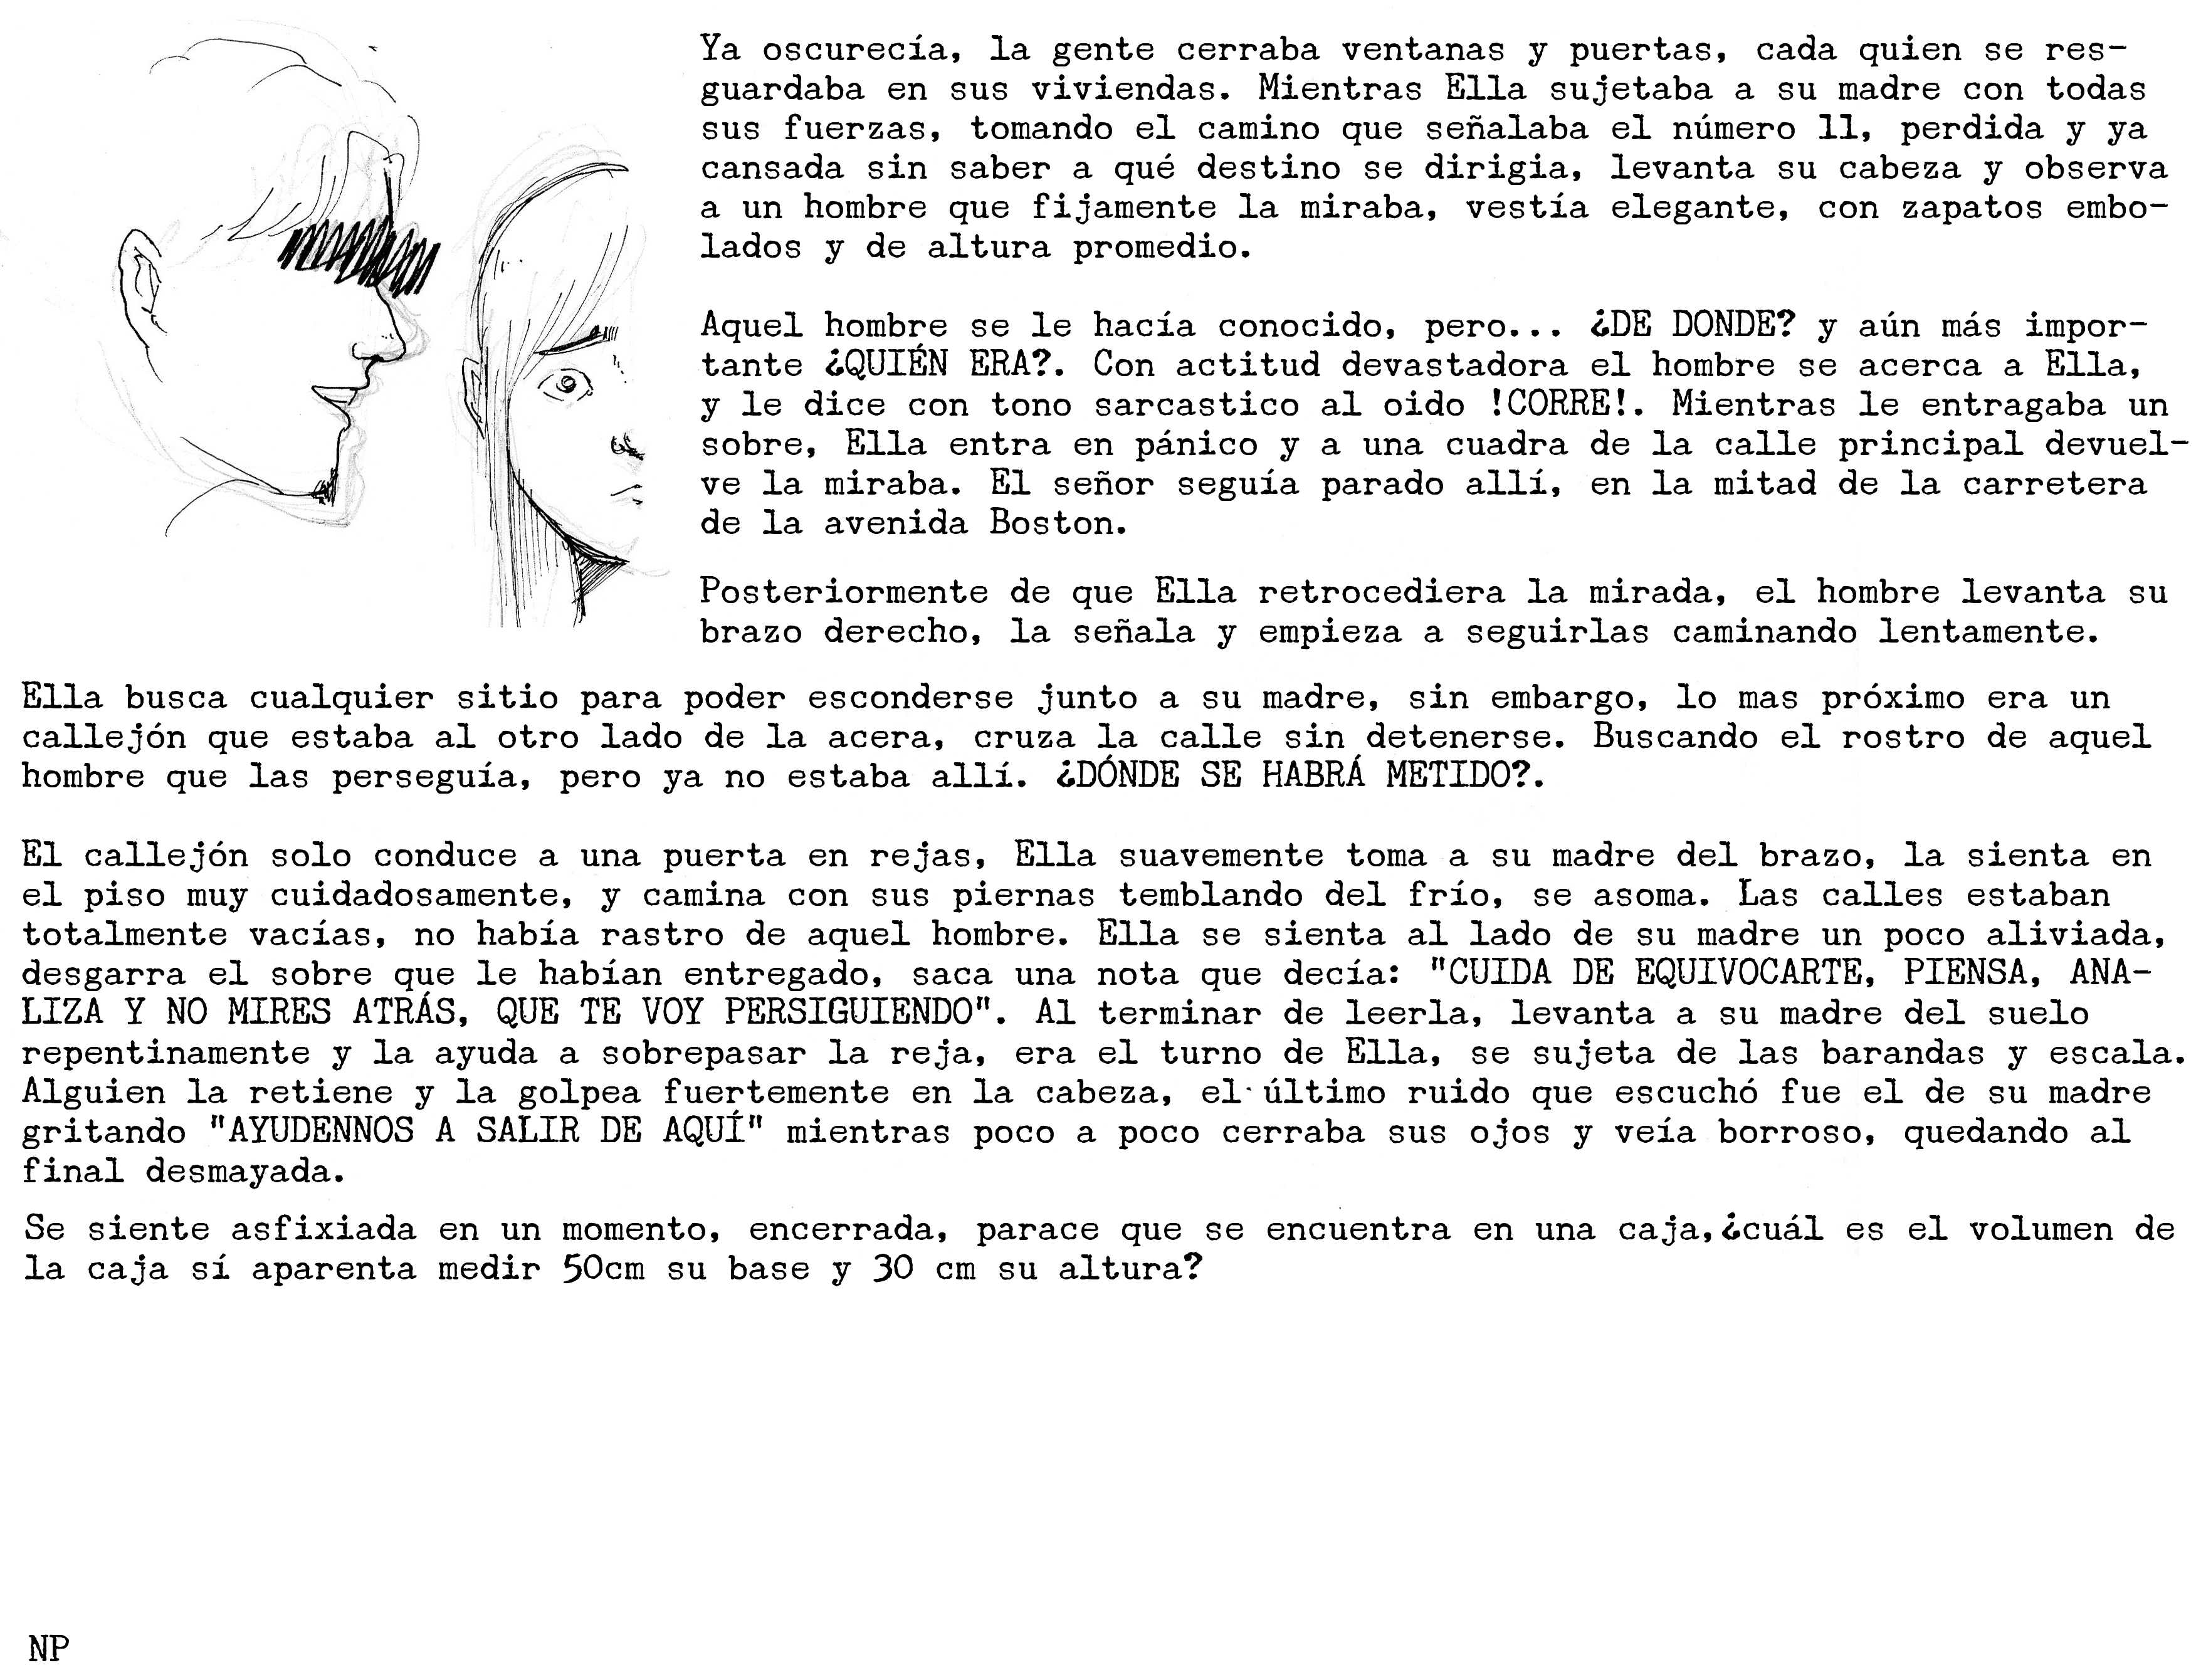 Ya oscurecía, la gente cerraba ventanas y puertas, cada quien se res-
guardaba en sus viviendas. Mientras Ella sujetaba a su madre con todas
sus fuerzas, tomando el camino que señalaba el número 11, perdida y ya
cansada sin saber a qué destino se dirigia, levanta su cabeza y observa
a un hombre que fijamente la miraba, vestía elegante, con zapatos embo-
lados y de altura promedio.
Aquel hombre se le hacía conocido, pero... ¿DE DONDE? y aún más impor-
tante ¿QUIÉN ERA?. Con actitud devastadora el hombre se acerca a Ella,
y le dice con tono sarcastico al oido !CORRE!. Mientras le entragaba un
sobre, Ella entra en pánico y a una cuadra de la calle principal devuel-
ve la miraba. El señor seguía parado allí, en la mitad de la carretera
de la avenida Boston.
Posteriormente de que Ella retrocediera la mirada, el hombre levanta su
brazo derecho, la señala y empieza a seguirlas caminando lentamente.
Ella busca cualquier sitio para poder esconderse junto a su madre, sin embargo, lo mas próximo era un
callejón que estaba al otro lado de la acera, cruza la calle sin detenerse. Buscando el rostro de aquel
hombre que las perseguía, pero ya no estaba allí. ¿DÓNDE SE HABRÁ METIDO?.
El callejón solo conduce a una puerta en rejas, Ella suavemente toma a su madre del brazo, la sienta en
el piso muy cuidadosamente, y camina con sus piernas temblando del frío, se asoma. Las calles estaban
totalmente vacías, no había rastro de aquel hombre. Ella se sienta al lado de su madre un poco aliviada,
desgarra el sobre que le habían entregado, saca una nota que decía: "CUIDA DE EQUIVOCARTE, PIENSA, ANA-
LIZA Y NO MIRES ATRÁS, QUE TE VOY PERSIGUIENDO". Al terminar de leerla, levanta a su madre del suelo
repentinamente y la ayuda a sobrepasar la reja, era el turno de Ella, se sujeta de las barandas y escala.
Alguien la retiene y la golpea fuertemente en la cabeza, el último ruido que escuchó fue el de su madre
gritando "AYUDENNOS A SALIR DE AQUÍ" mientras poco a poco cerraba sus ojos y veía borroso, quedando al
final desmayada.
Se siente asfixiada en un momento, encerrada, parace que se encuentra en una caja,¿cuál es el volumen de
la caja sí aparenta medir 50cm su base y 30 cm su altura?
NP